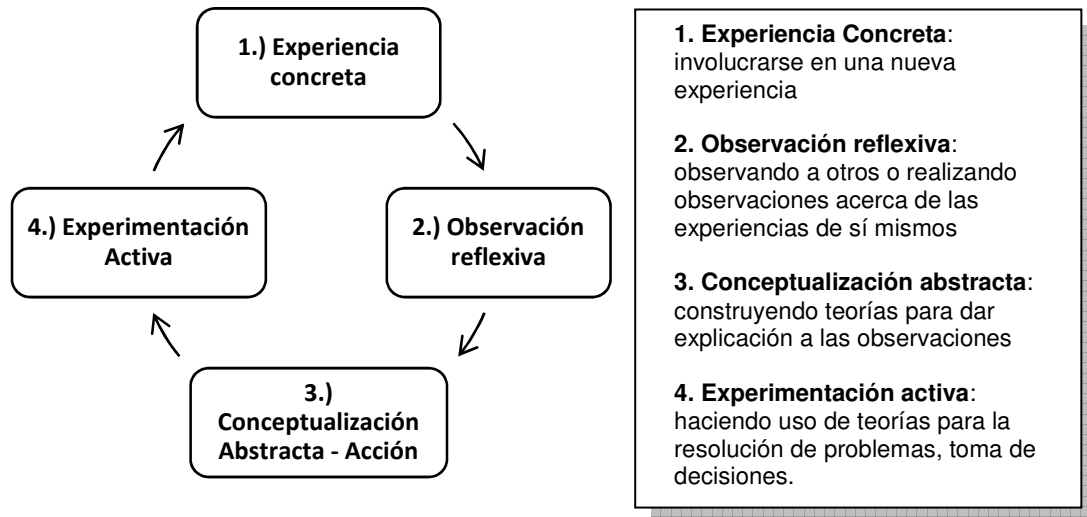 1.) Experiencia
concreta
2.) Observación
reflexiva
3.)
Conceptualización
Abstracta - Acción
4.) Experimentación
Activa
1. Experiencia Concreta:
involucrarse en una nueva
experiencia
2. Observación reflexiva:
observando a otros o realizando
observaciones acerca de las
experiencias de sí mismos
3. Conceptualización abstracta:
construyendo teorías para dar
explicación a las observaciones
4. Experimentación activa:
haciendo uso de teorías para la
resolución de problemas, toma de
decisiones.